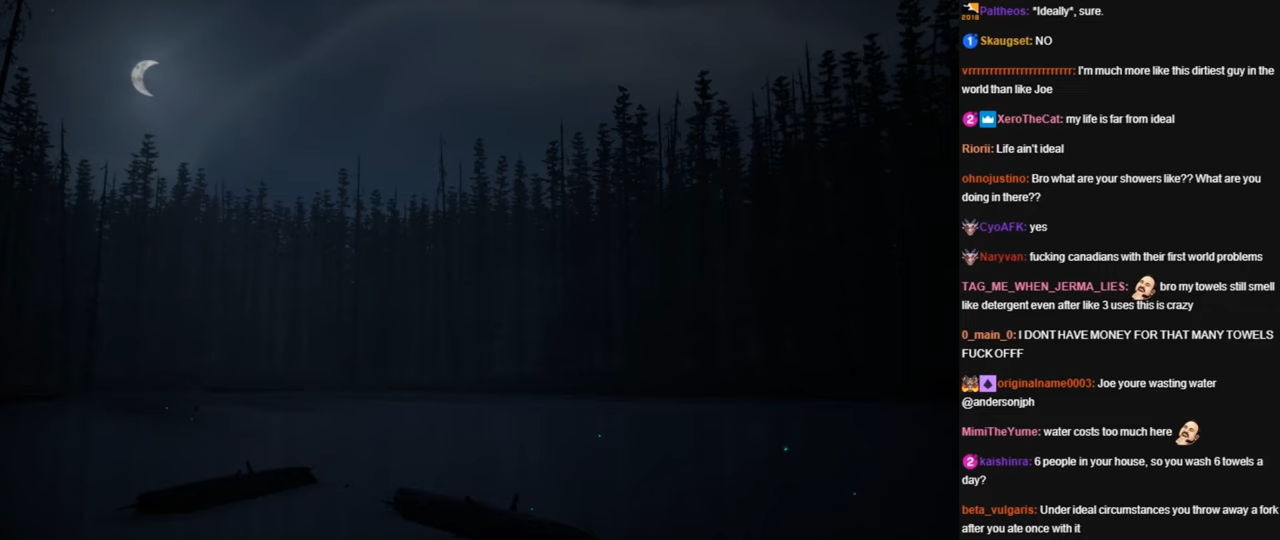 2018 Paltheos: *Ideally*, sure.
1 Skaugset: NO
vrrrrrrrrrrrrrrrrrrrrrrr: I'm much more like this dirtiest guy in the
world than like Joe
2 XeroTheCat: my life is far from ideal
Riorii: Life ain't ideal
ohnojustino: Bro what are your showers like?? What are you
doing in there??
CyoAFK: yes
Naryvan: fucking canadians with their first world problems
TAG_ME_WHEN_JERMA_LIES: bro my towels still smell
like detergent even after like 3 uses this is crazy
0_main_0: I DONT HAVE MONEY FOR THAT MANY TOWELS
FUCK OFFF
originalname0003: Joe youre wasting water
@andersonjph
MimiTheYume: water costs too much here
2 kaishinra: 6 people in your house, so you wash 6 towels a
day?
beta_vulgaris: Under ideal circumstances you throw away a fork
after you ate once with it